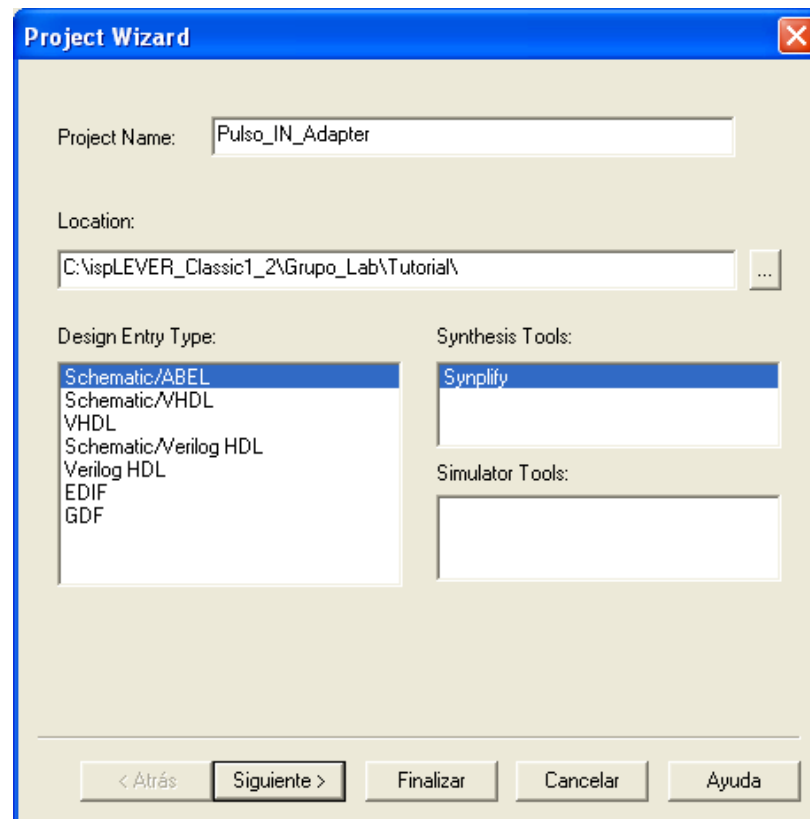 Project Wizard
Project Name: Pulso_IN_Adapter
Location:
C:\ispLEVER_Classic1_2\Grupo_Lab\Tutorial\ ...
Design Entry Type:
Schematic/ABEL
Schematic/VHDL
VHDL
Schematic/Verilog HDL
Verilog HDL
EDIF
GDF
Synthesis Tools:
Synplify
Simulator Tools:
< Atrás Siguiente > Finalizar Cancelar Ayuda